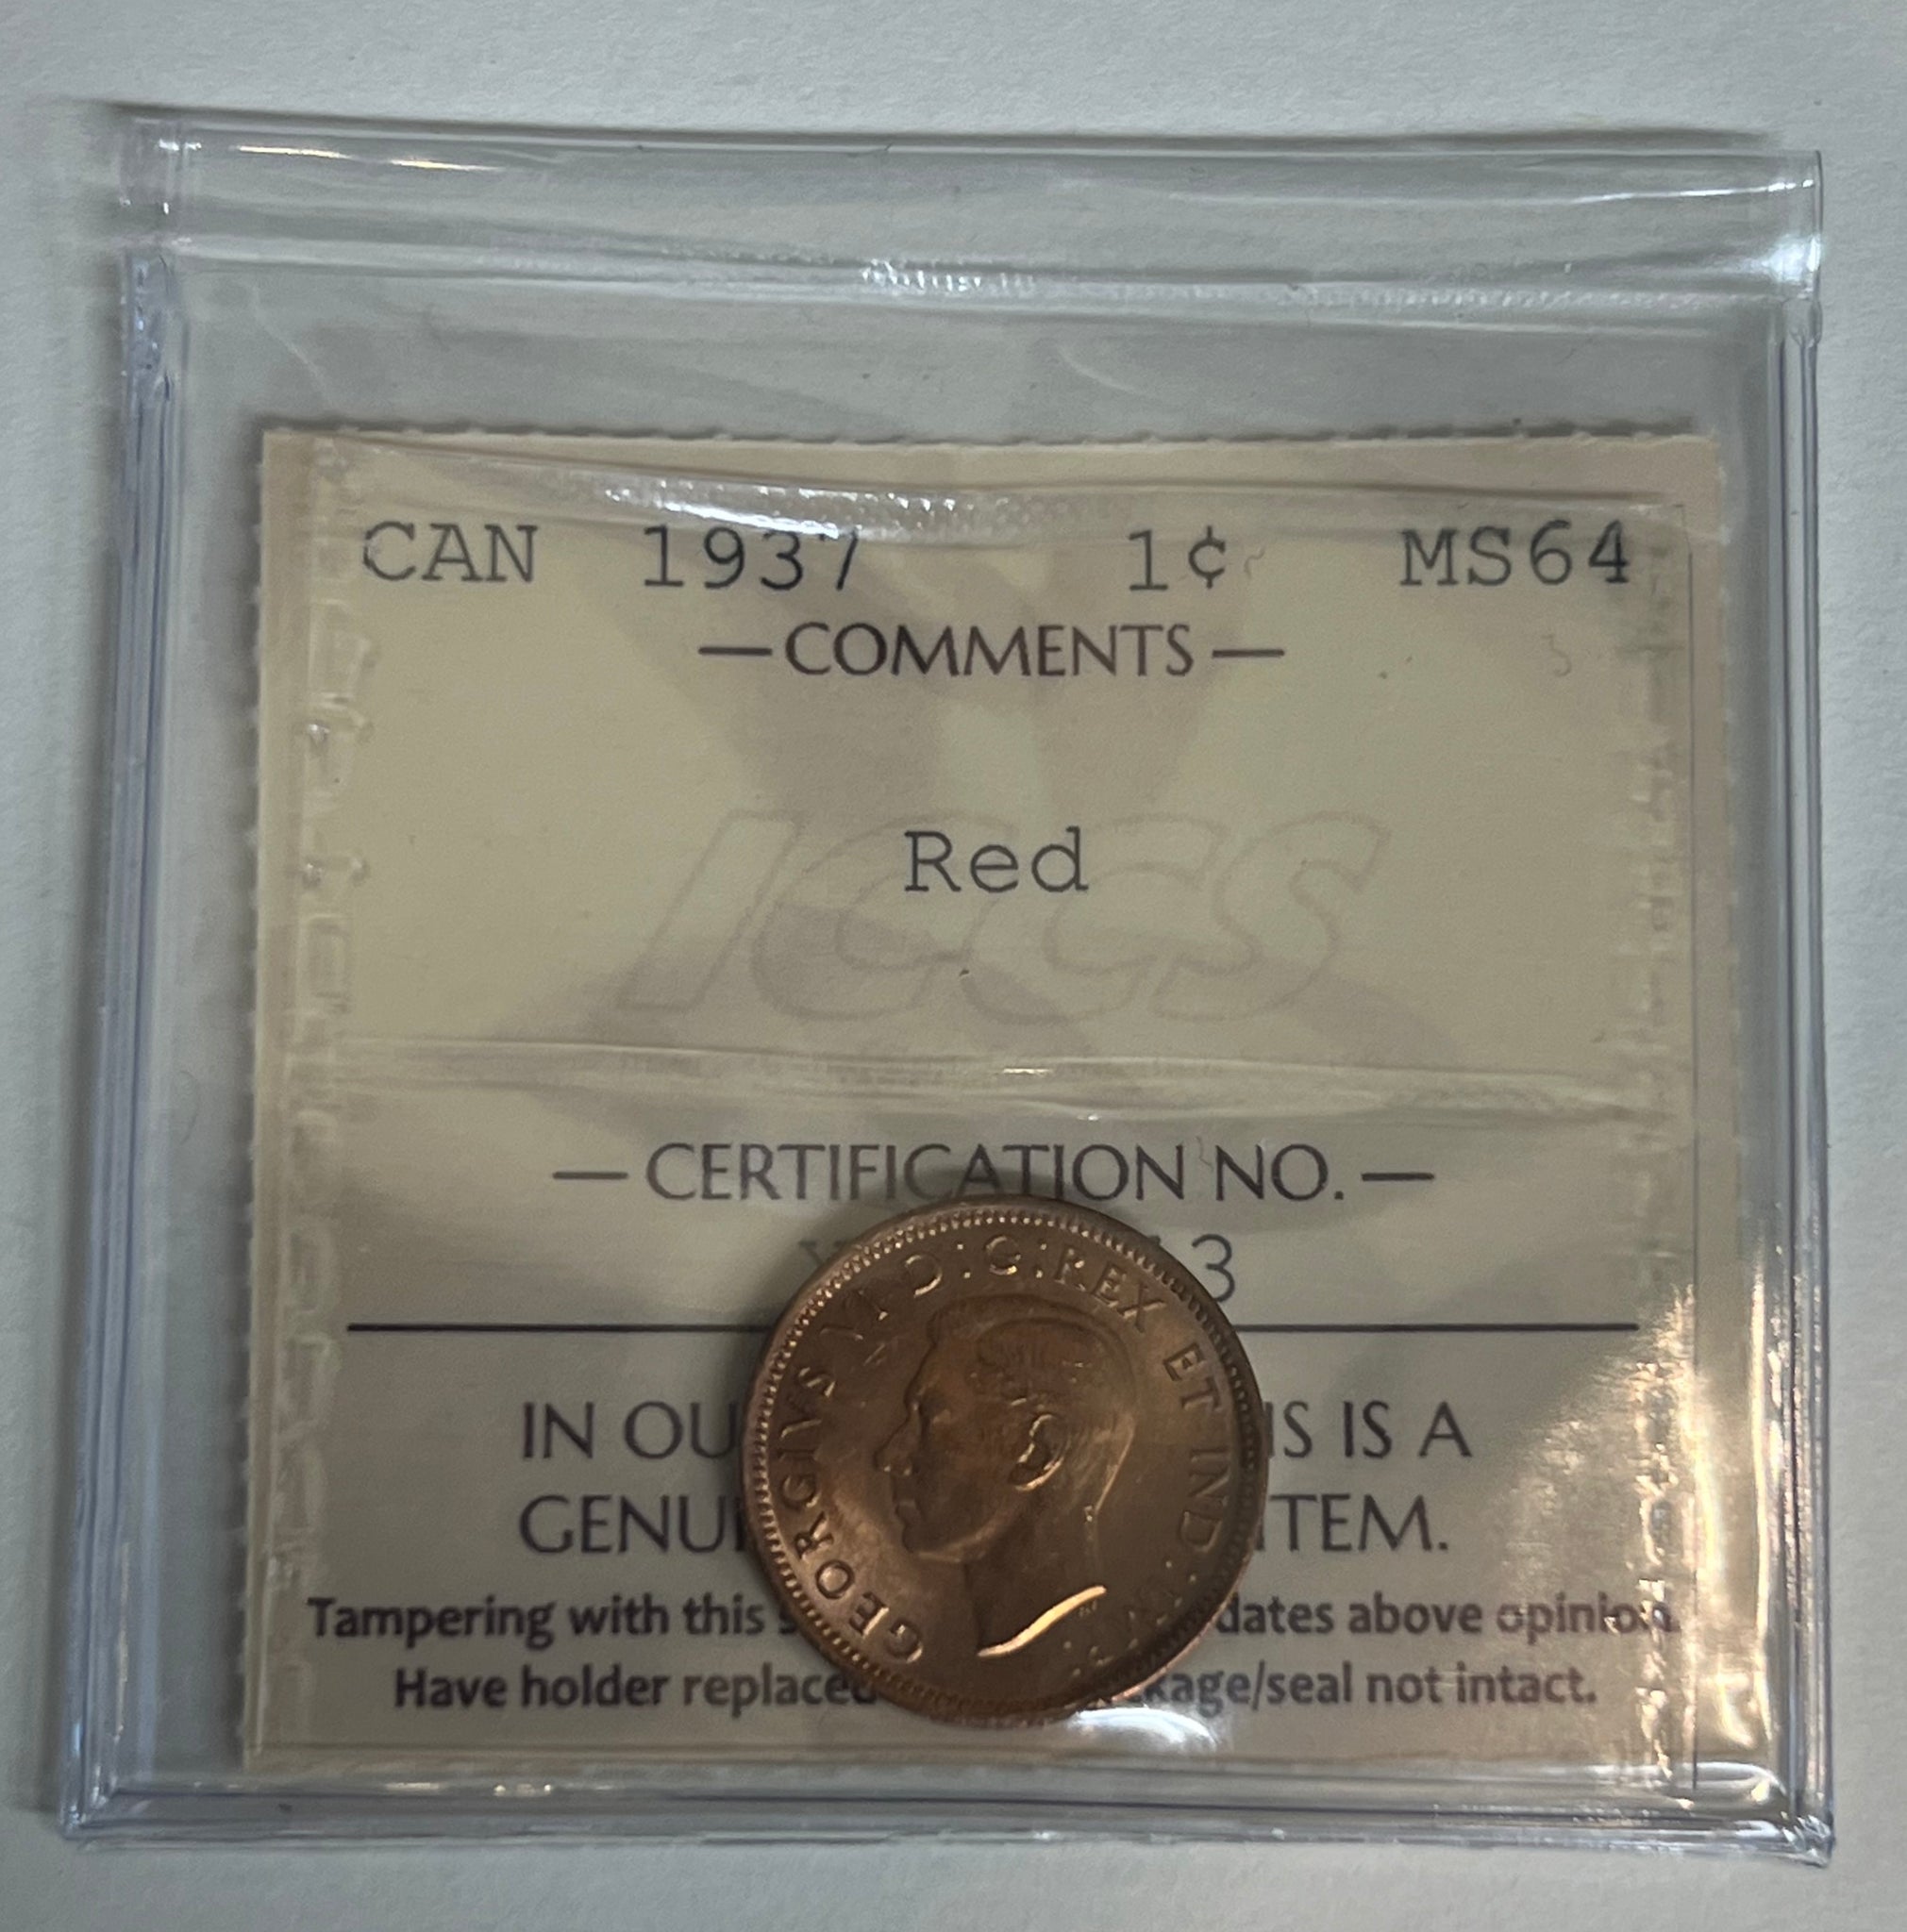 CAN 1937 1¢ MS64
— COMMENTS —
Red
ICCS
— CERTIFICATION NO. —
3
IN OU IS IS A
GENU ITEM.
Tampering with this dates above opinion.
Have holder replaced kage/seal not intact.
GEORGIVS VI D:G:REX ET IND: